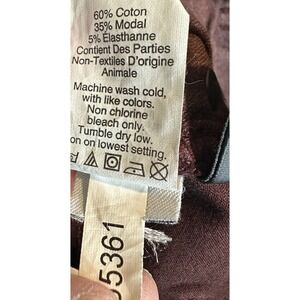 60% Coton
35% Modal
5% Elasthanne
Contient Des Parties
Non-Textiles D'origine
Animale
Machine wash cold,
with like colors.
Non chlorine
bleach only.
Tumble dry low.
on on lowest setting.
5361